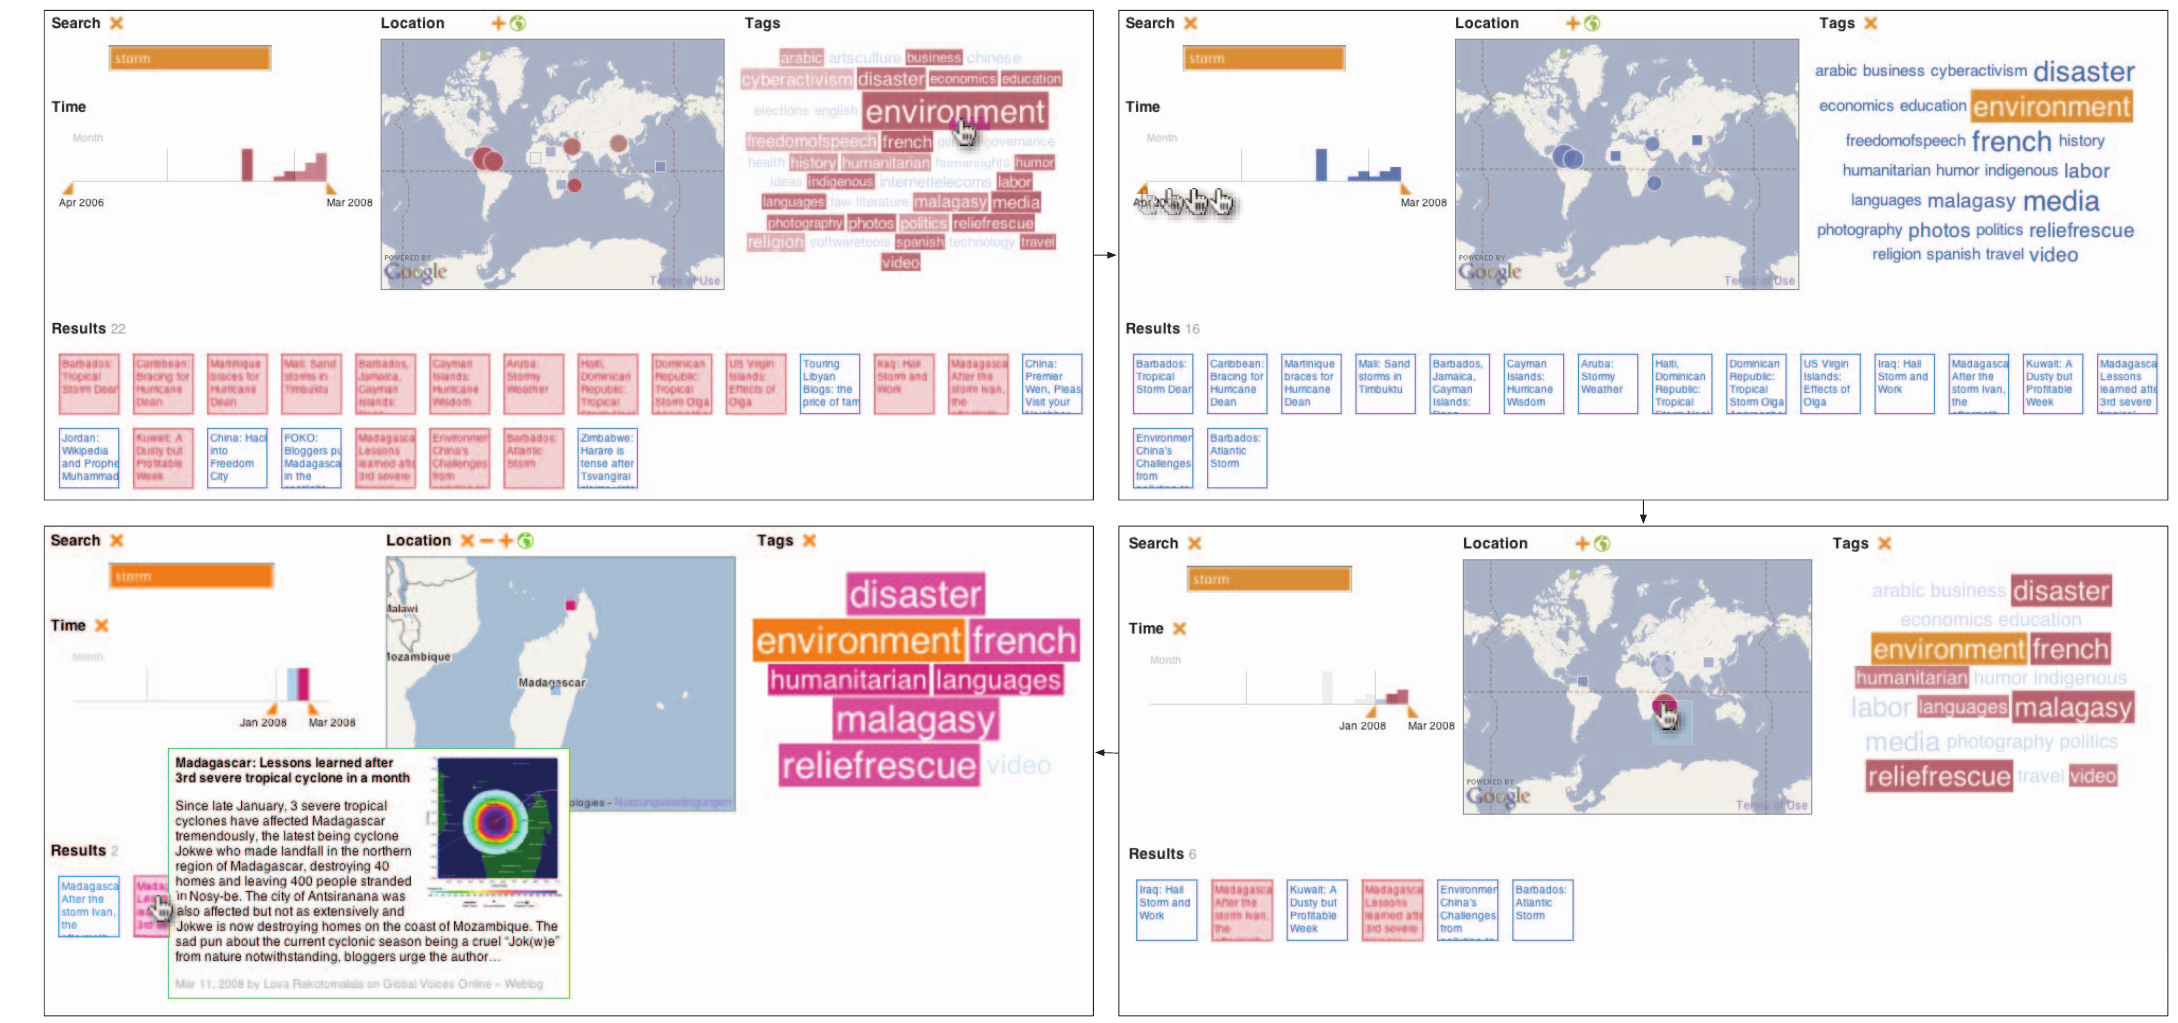 Search
Location
Tags
storm
arabic artsculture business chinese
cyberactivism disaster economics education
elections english environment
freedomofspeech french governance
health history humanitarian humanrights humor
ideas indigenous internettelecoms labor
languages law literature malagasy media
photography photos politics reliefrescue
religion softwaretools spanish technology travel
video
Time
Month
Apr 2006
Mar 2008
POWERED BY
Google
Terms of Use
Results 22
Barbados:
Tropical
Storm Dean
Caribbean:
Bracing for
Hurricane
Dean
Martinique
braces for
Hurricane
Dean
Mali: Sand
storms in
Timbuktu
Barbados,
Jamaica,
Cayman
Islands:
Cayman
Islands:
Hurricane
Wisdom
Aruba:
Stormy
Weather
Haiti,
Dominican
Republic:
Tropical
Dominican
Republic:
Tropical
Storm Olga
US Virgin
Islands:
Effects of
Olga
Touring
Libyan
Blogs: the
price of fam
Iraq: Hail
Storm and
Work
Madagasca
After the
storm Ivan,
the
China:
Premier
Wen, Pleas
Visit your
Jordan:
Wikipedia
and Prophe
Muhammad
Kuwait: A
Dusty but
Profitable
Week
China: Hac
into
Freedom
City
FOKO:
Bloggers pu
Madagasca
in the
Madagasca
Lessons
learned afte
3rd severe
Environmer
China's
Challenges
from
Barbados:
Atlantic
Storm
Zimbabwe:
Harare is
tense after
Tsvangirai
Search
Location
Tags
storm
arabic business cyberactivism disaster
economics education environment
freedomofspeech french history
humanitarian humor indigenous labor
languages malagasy media
photography photos politics reliefrescue
religion spanish travel video
Time
Month
Mar 2008
POWERED BY
Google
Terms of Use
Results 16
Barbados:
Tropical
Storm Dear
Caribbean:
Bracing for
Hurricane
Dean
Martinique
braces for
Hurricane
Dean
Mali: Sand
storms in
Timbuktu
Barbados,
Jamaica,
Cayman
Islands:
Cayman
Islands:
Hurricane
Wisdom
Aruba:
Stormy
Weather
Haiti,
Dominican
Republic:
Tropical
Dominican
Republic:
Tropical
Storm Olga
US Virgin
Islands:
Effects of
Olga
Iraq: Hail
Storm and
Work
Madagasca
After the
storm Ivan,
the
Kuwait: A
Dusty but
Profitable
Week
Madagasca
Lessons
learned afte
3rd severe
Environmer
China's
Challenges
from
Barbados:
Atlantic
Storm
Search
Location
Tags
storm
disaster
environment french
humanitarian languages
malagasy
reliefrescue video
Time
Month
Jan 2008
Mar 2008
Malawi
Mozambique
Madagascar
ologies - Nutzungsbedingungen
Madagascar: Lessons learned after
3rd severe tropical cyclone in a month
Since late January, 3 severe tropical
cyclones have affected Madagascar
tremendously, the latest being cyclone
Jokwe who made landfall in the northern
region of Madagascar, destroying 40
homes and leaving 400 people stranded
in Nosy-be. The city of Antsiranana was
also affected but not as extensively and
Jokwe is now destroying homes on the coast of Mozambique. The
sad pun about the current cyclonic season being a cruel "Jok(w)e"
from nature notwithstanding, bloggers urge the author...
Mar 11, 2008 by Lova Rakotomalala on Global Voices Online » Weblog
Results 2
Madagasca
After the
storm Ivan,
the
Search
Location
Tags
storm
arabic business disaster
economics education
environment french
humanitarian humor indigenous
labor languages malagasy
media photography politics
reliefrescue travel video
Time
Month
Jan 2008
Mar 2008
POWERED BY
Google
Terms of Use
Results 6
Iraq: Hail
Storm and
Work
Madagasca
After the
storm Ivan,
the
Kuwait: A
Dusty but
Profitable
Week
Madagasca
Lessons
learned afte
3rd severe
Environmer
China's
Challenges
from
Barbados:
Atlantic
Storm